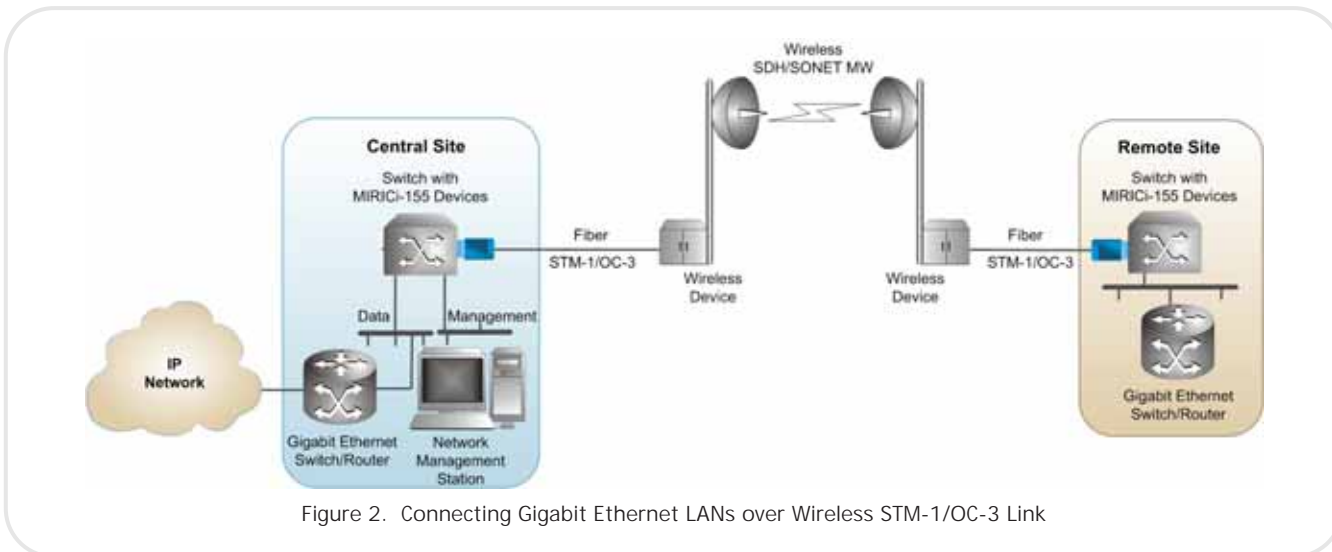 Wireless
SDH/SONET MW
Central Site
Switch with
MIRICi-155 Devices
Fiber
STM-1/OC-3
Wireless
Device
Data
Management
IP
Network
Gigabit Ethernet
Switch/Router
Network
Management
Station
Wireless
Device
Fiber
STM-1/OC-3
Remote Site
Switch with
MIRICi-155 Devices
Gigabit Ethernet
Switch/Router
Figure 2. Connecting Gigabit Ethernet LANs over Wireless STM-1/OC-3 Link